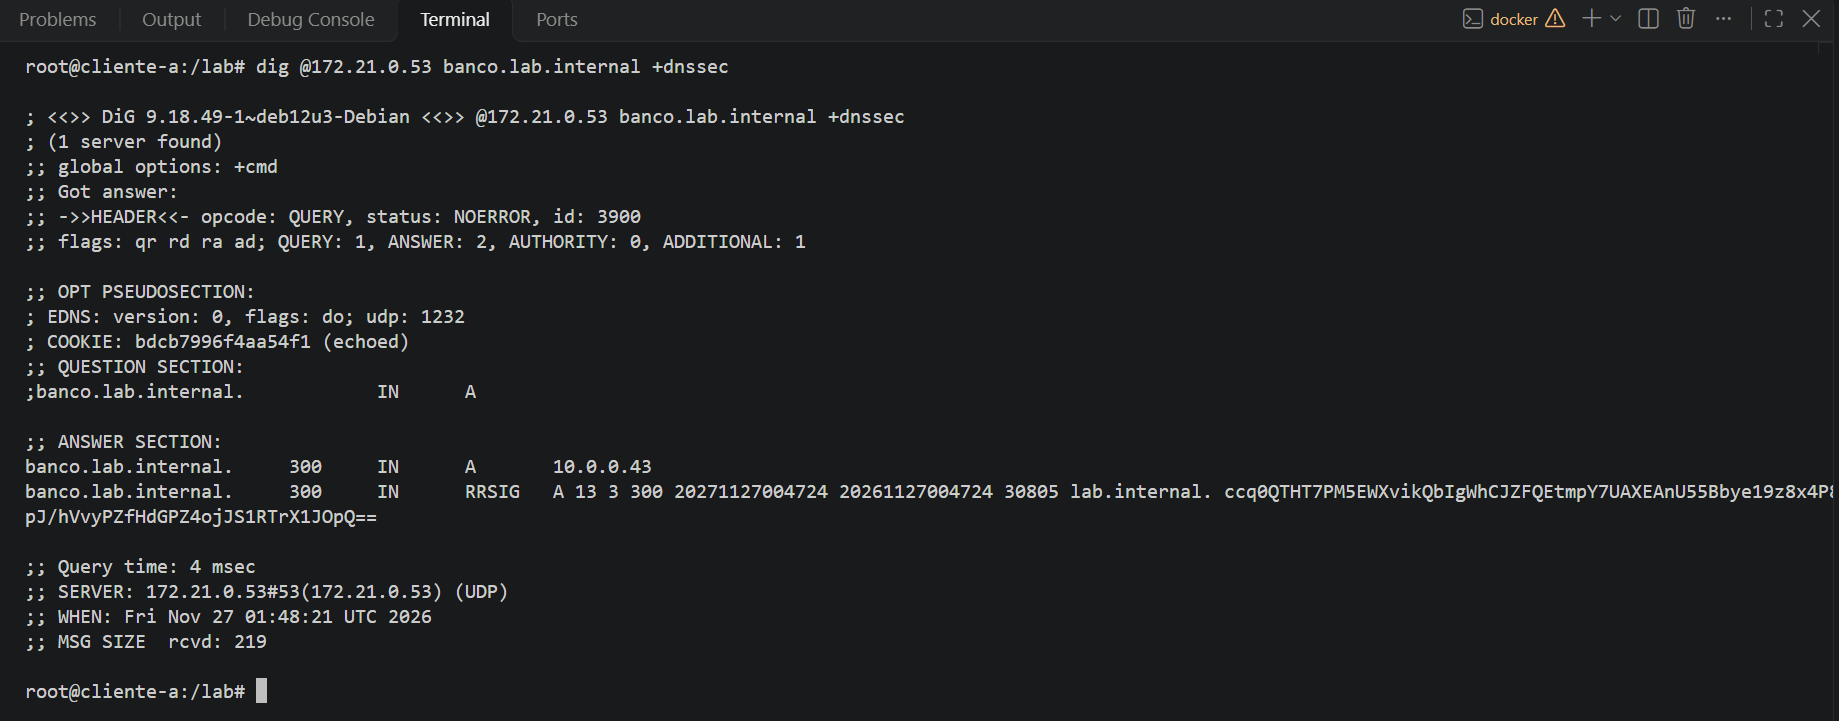 Problems Output Debug Console Terminal Ports docker
root@cliente-a:/lab# dig @172.21.0.53 banco.lab.internal +dnssec
; <<>> DiG 9.18.49-1~deb12u3-Debian <<>> @172.21.0.53 banco.lab.internal +dnssec
; (1 server found)
;; global options: +cmd
;; Got answer:
;; ->>HEADER<<- opcode: QUERY, status: NOERROR, id: 3900
;; flags: qr rd ra ad; QUERY: 1, ANSWER: 2, AUTHORITY: 0, ADDITIONAL: 1
;; OPT PSEUDOSECTION:
; EDNS: version: 0, flags: do; udp: 1232
; COOKIE: bdcb7996f4aa54f1 (echoed)
;; QUESTION SECTION:
;banco.lab.internal. IN A
;; ANSWER SECTION:
banco.lab.internal. 300 IN A 10.0.0.43
banco.lab.internal. 300 IN RRSIG A 13 3 300 20271127004724 20261127004724 30805 lab.internal. ccq0QTHT7PM5EWXvikQbIgWhCJZFQEtmpY7UAXEAnU55Bbye19z8x4P8
pJ/hVvyPZfHdGPZ4ojJS1RTrX1JOpQ==
;; Query time: 4 msec
;; SERVER: 172.21.0.53#53(172.21.0.53) (UDP)
;; WHEN: Fri Nov 27 01:48:21 UTC 2026
;; MSG SIZE rcvd: 219
root@cliente-a:/lab#